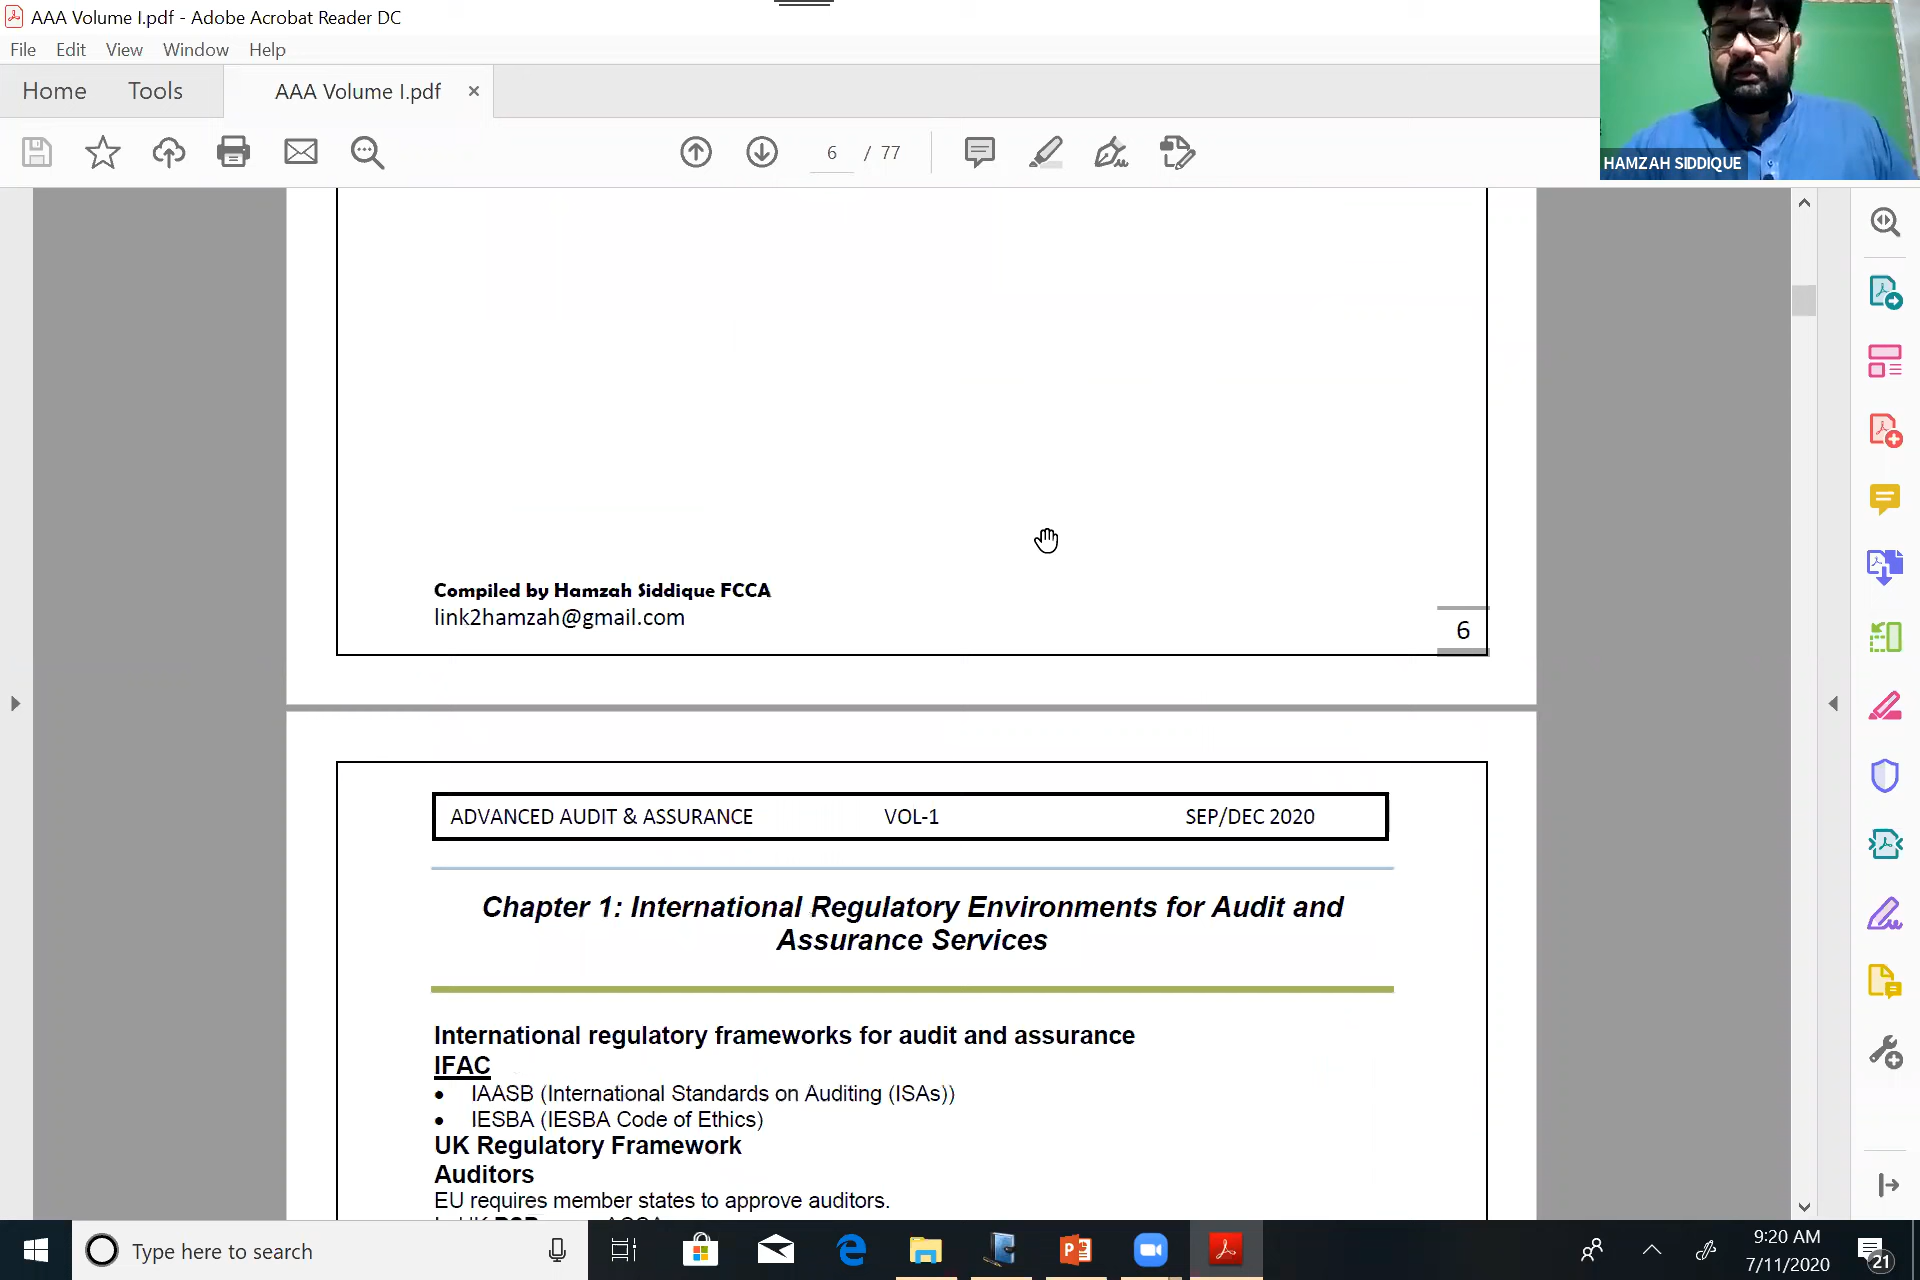 AAA Volume I.pdf - Adobe Acrobat Reader DC
File Edit View Window Help
Home Tools AAA Volume I.pdf ×
6 / 77
HAMZAH SIDDIQUE
Compiled by Hamzah Siddique FCCA
link2hamzah@gmail.com
6
ADVANCED AUDIT & ASSURANCE VOL-1 SEP/DEC 2020
Chapter 1: International Regulatory Environments for Audit and
Assurance Services
International regulatory frameworks for audit and assurance
IFAC
• IAASB (International Standards on Auditing (ISAs))
• IESBA (IESBA Code of Ethics)
UK Regulatory Framework
Auditors
EU requires member states to approve auditors.
Type here to search
9:20 AM
7/11/2020
21